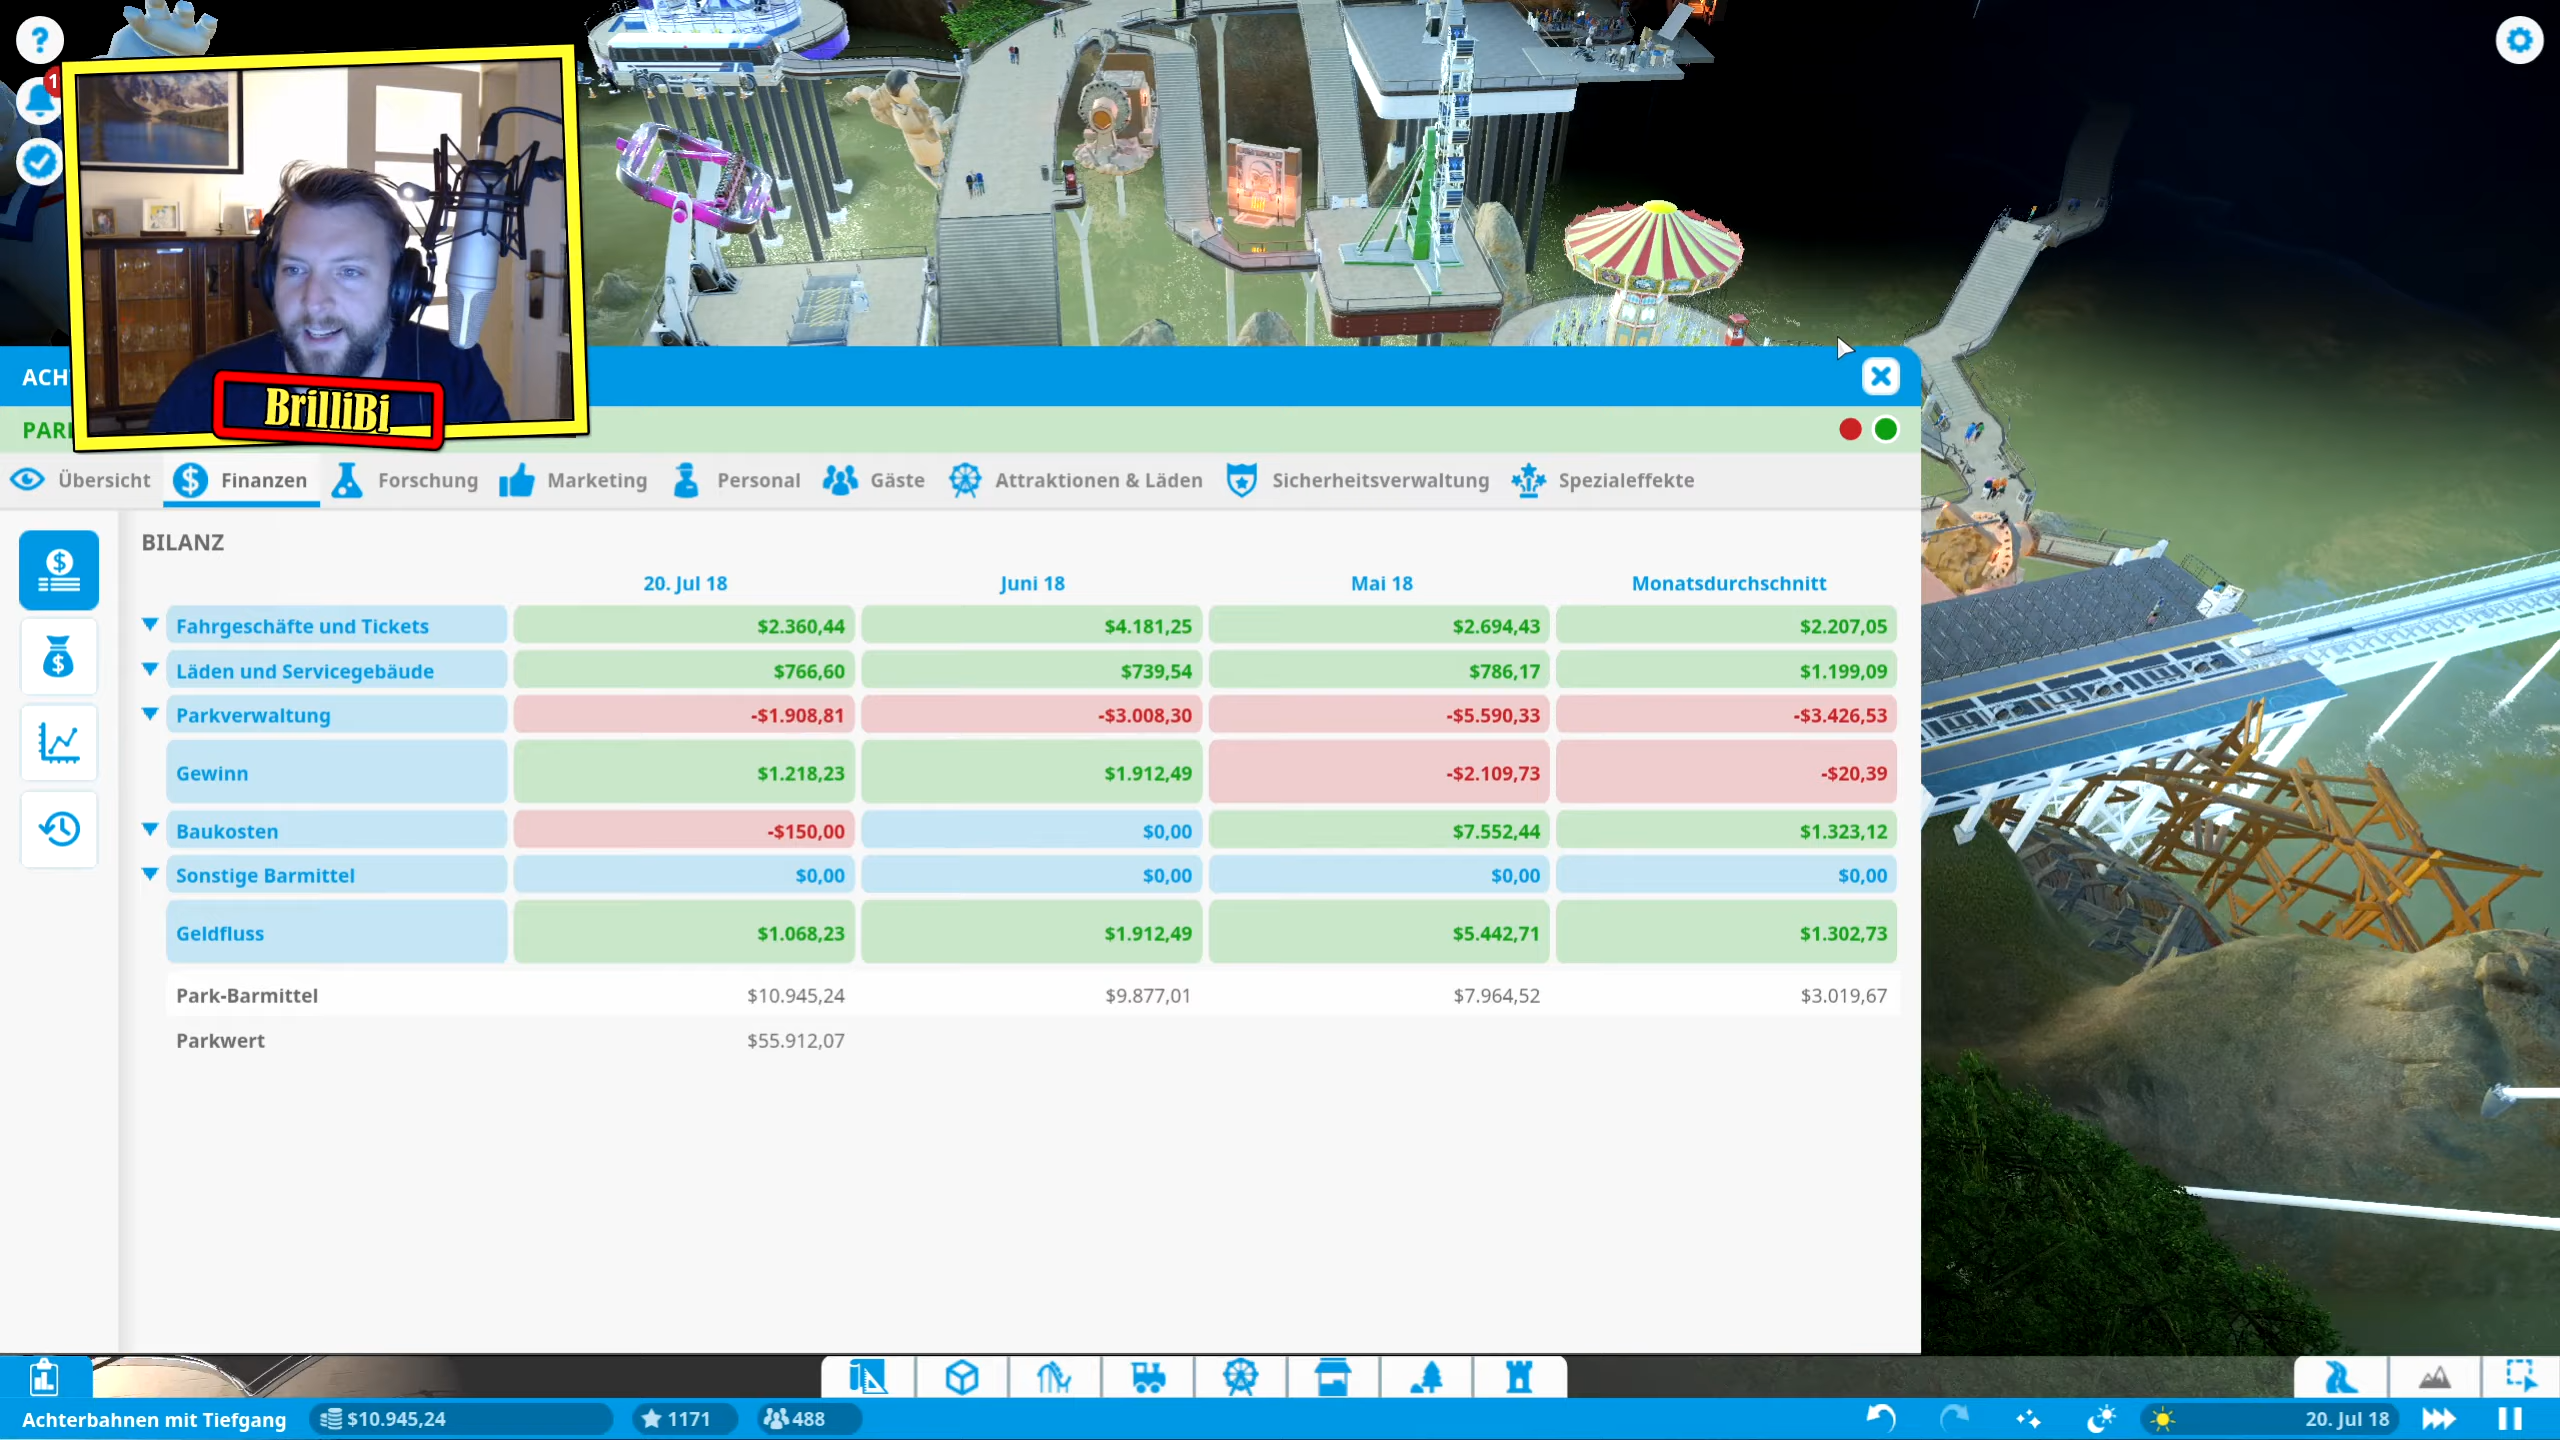 ?
1
BrilliBi
ACH
PAR
Übersicht Finanzen Forschung Marketing Personal Gäste Attraktionen & Läden Sicherheitsverwaltung Spezialeffekte
BILANZ
20. Jul 18 Juni 18 Mai 18 Monatsdurchschnitt
Fahrgeschäfte und Tickets $2.360,44 $4.181,25 $2.694,43 $2.207,05
Läden und Servicegebäude $766,60 $739,54 $786,17 $1.199,09
Parkverwaltung -$1.908,81 -$3.008,30 -$5.590,33 -$3.426,53
Gewinn $1.218,23 $1.912,49 -$2.109,73 -$20,39
Baukosten -$150,00 $0,00 $7.552,44 $1.323,12
Sonstige Barmittel $0,00 $0,00 $0,00 $0,00
Geldfluss $1.068,23 $1.912,49 $5.442,71 $1.302,73
Park-Barmittel $10.945,24 $9.877,01 $7.964,52 $3.019,67
Parkwert $55.912,07
Achterbahnen mit Tiefgang $10.945,24 1171 488 20. Jul 18